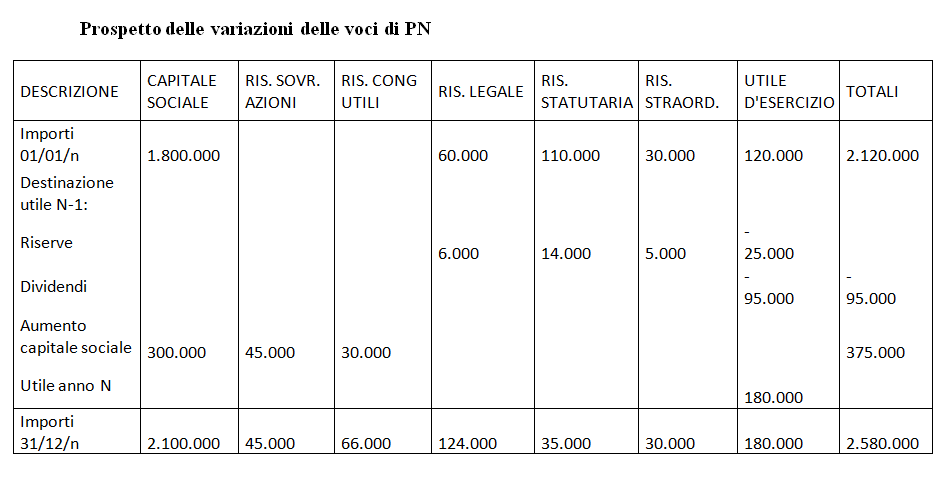 Prospetto delle variazioni delle voci di PN
DESCRIZIONE CAPITALE SOCIALE RIS. SOVR. AZIONI RIS. CONG UTILI RIS. LEGALE RIS. STATUTARIA RIS. STRAORD. UTILE D'ESERCIZIO TOTALI
Importi
01/01/n 1.800.000 60.000 110.000 30.000 120.000 2.120.000
Destinazione
utile N-1:
Riserve 6.000 14.000 5.000 - 25.000
Dividendi - 95.000 - 95.000
Aumento
capitale sociale 300.000 45.000 30.000 375.000
Utile anno N 180.000
Importi
31/12/n 2.100.000 45.000 66.000 124.000 35.000 30.000 180.000 2.580.000